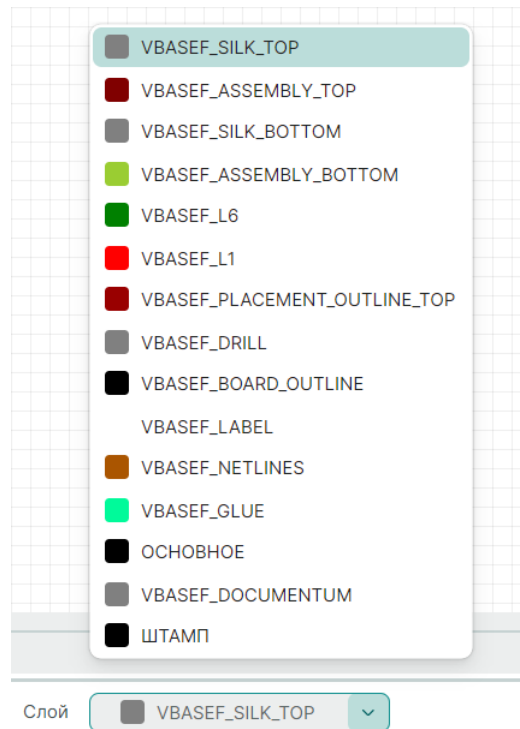 VBASEF_SILK_TOP
VBASEF_ASSEMBLY_TOP
VBASEF_SILK_BOTTOM
VBASEF_ASSEMBLY_BOTTOM
VBASEF_L6
VBASEF_L1
VBASEF_PLACEMENT_OUTLINE_TOP
VBASEF_DRILL
VBASEF_BOARD_OUTLINE
VBASEF_LABEL
VBASEF_NETLINES
VBASEF_GLUE
ОСНОВНОЕ
VBASEF_DOCUMENTUM
ШТАМП
Слой VBASEF_SILK_TOP